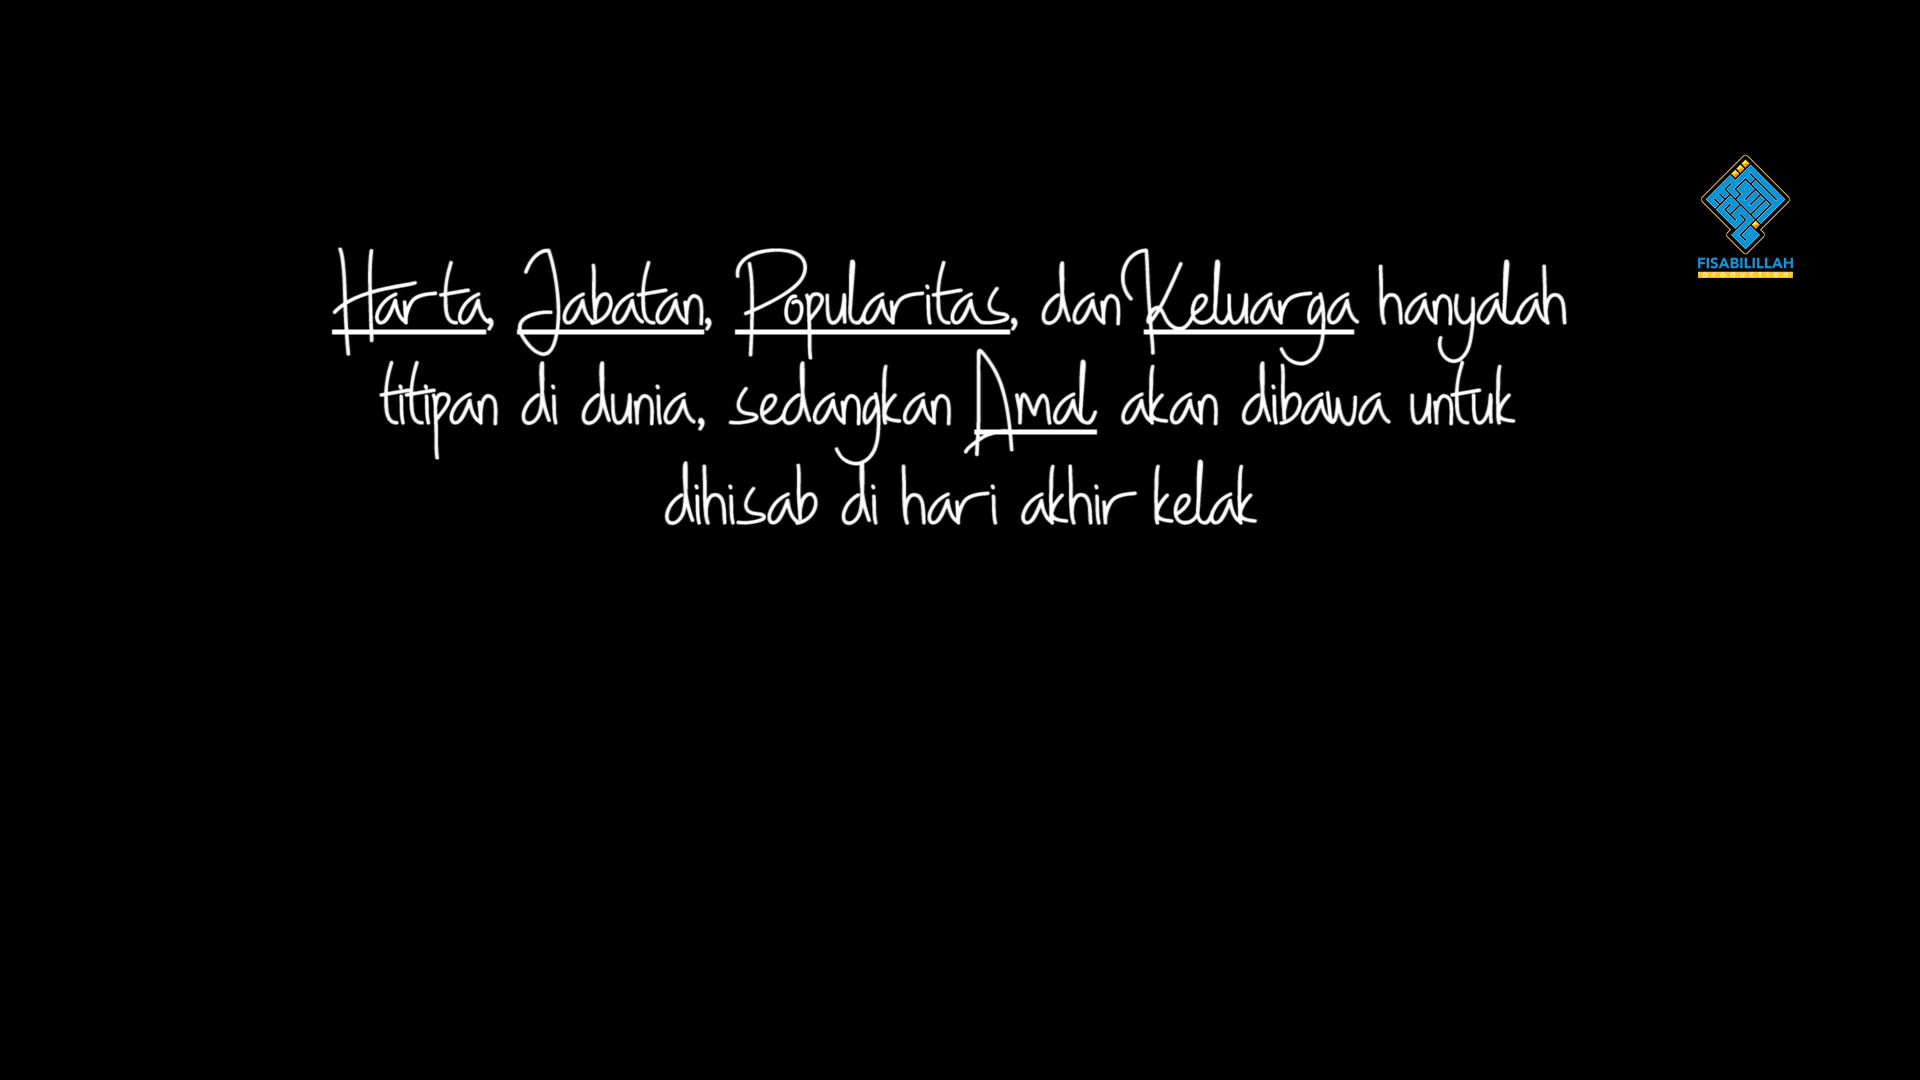 Harta, Jabatan, Popularitas, dan Keluarga hanyalah
titipan di dunia, sedangkan Amal akan dibawa untuk
dihisab di hari akhir kelak
FISABILILLAH
production